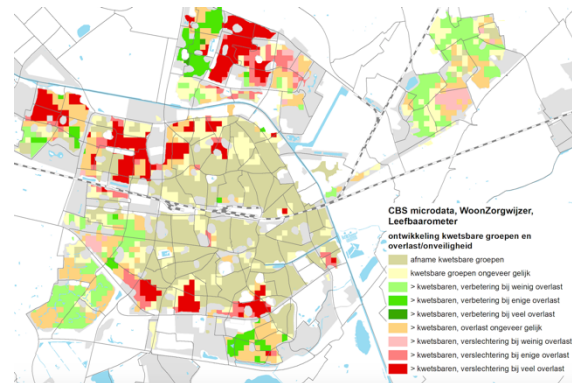 CBS microdata, WoonZorgwijzer,
Leefbaarometer
ontwikkeling kwetsbare groepen en
overlast/onveiligheid
afname kwetsbare groepen
kwetsbare groepen ongeveer gelijk
> kwetsbaren, verbetering bij weinig overlast
> kwetsbaren, verbetering bij enige overlast
> kwetsbaren, verbetering bij veel overlast
> kwetsbaren, overlast ongeveer gelijk
> kwetsbaren, verslechtering bij weinig overlast
> kwetsbaren, verslechtering bij enige overlast
> kwetsbaren, verslechtering bij veel overlast